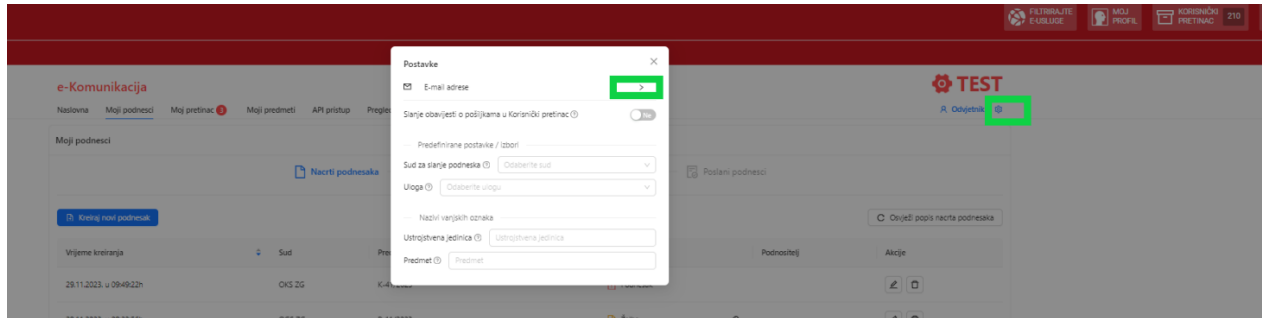 FILTRIRAJTE
E-USLUGE
MOJ
PROFIL
KORISNIČKI
PRETINAC
210
e-Komunikacija
TEST
Naslovna Moji podnesci Moj pretinac 3 Moji predmeti API pristup
Odvjetnik
Moji podnesci
Nacrti podnesaka
Poslani podnesci
Kreiraj novi podnesak
Osvježi popis nacrta podnesaka
Vrijeme kreiranja Sud
Podnositelj Akcije
29.11.2023. u 09:49:22h OKS ZG
Postavke
E-mail adrese
Slanje obavijesti o pošiljkama u Korisnički pretinac
Ne
Predefinirane postavke / izbori
Sud za slanje podneska Odaberite sud
Uloga Odaberite ulogu
Nazivi vanjskih oznaka
Ustrojstvena jedinica Ustrojstvena jedinica
Predmet Predmet